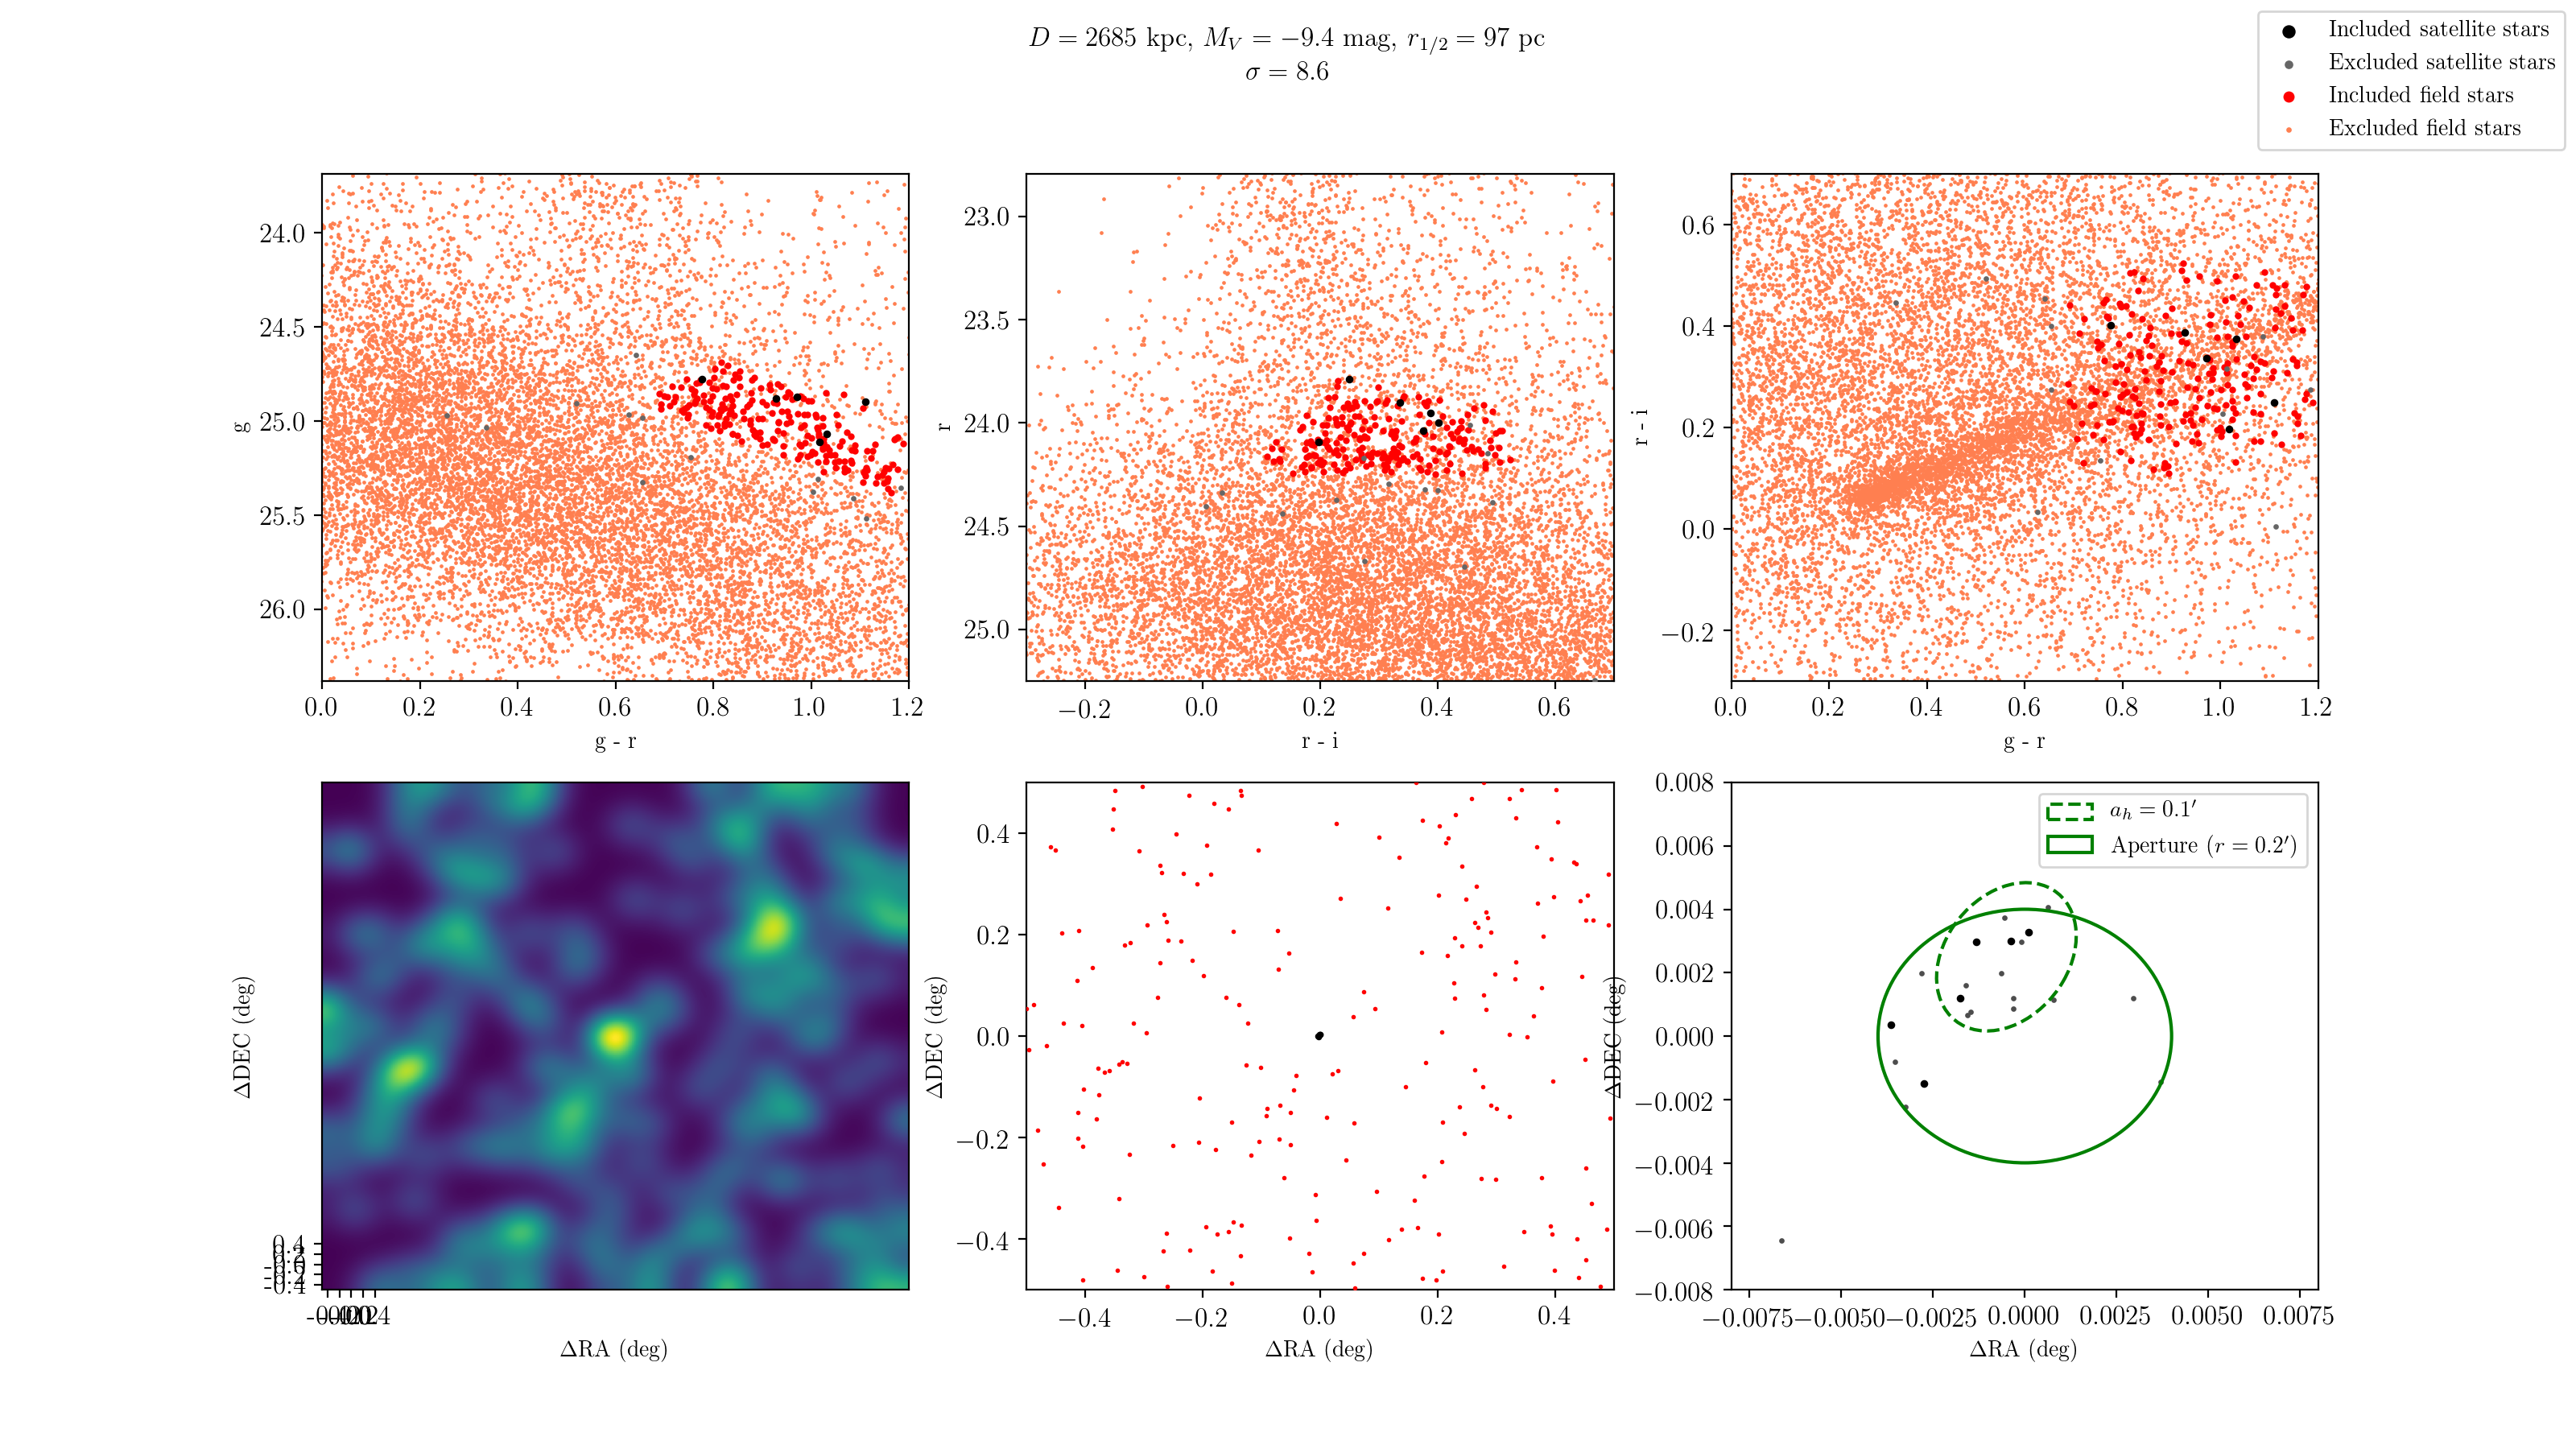 D = 2685 kpc, M_V = −9.4 mag, r_{1/2} = 97 pc
σ = 8.6
Included satellite stars
Excluded satellite stars
Included field stars
Excluded field stars
24.0
24.5
25.0
25.5
26.0
g
0.0 0.2 0.4 0.6 0.8 1.0 1.2
g - r
23.0
23.5
24.0
24.5
25.0
r
−0.2 0.0 0.2 0.4 0.6
r - i
0.6
0.4
0.2
0.0
−0.2
r - i
0.0 0.2 0.4 0.6 0.8 1.0 1.2
g - r
ΔDEC (deg)
ΔRA (deg)
0.4
0.2
0.0
−0.2
−0.4
ΔDEC (deg)
−0.4 −0.2 0.0 0.2 0.4
ΔRA (deg)
0.008
0.006
0.004
0.002
0.000
−0.002
−0.004
−0.006
−0.008
ΔDEC (deg)
a_h = 0.1′
Aperture (r = 0.2′)
−0.0075 −0.0050 −0.0025 0.0000 0.0025 0.0050 0.0075
ΔRA (deg)